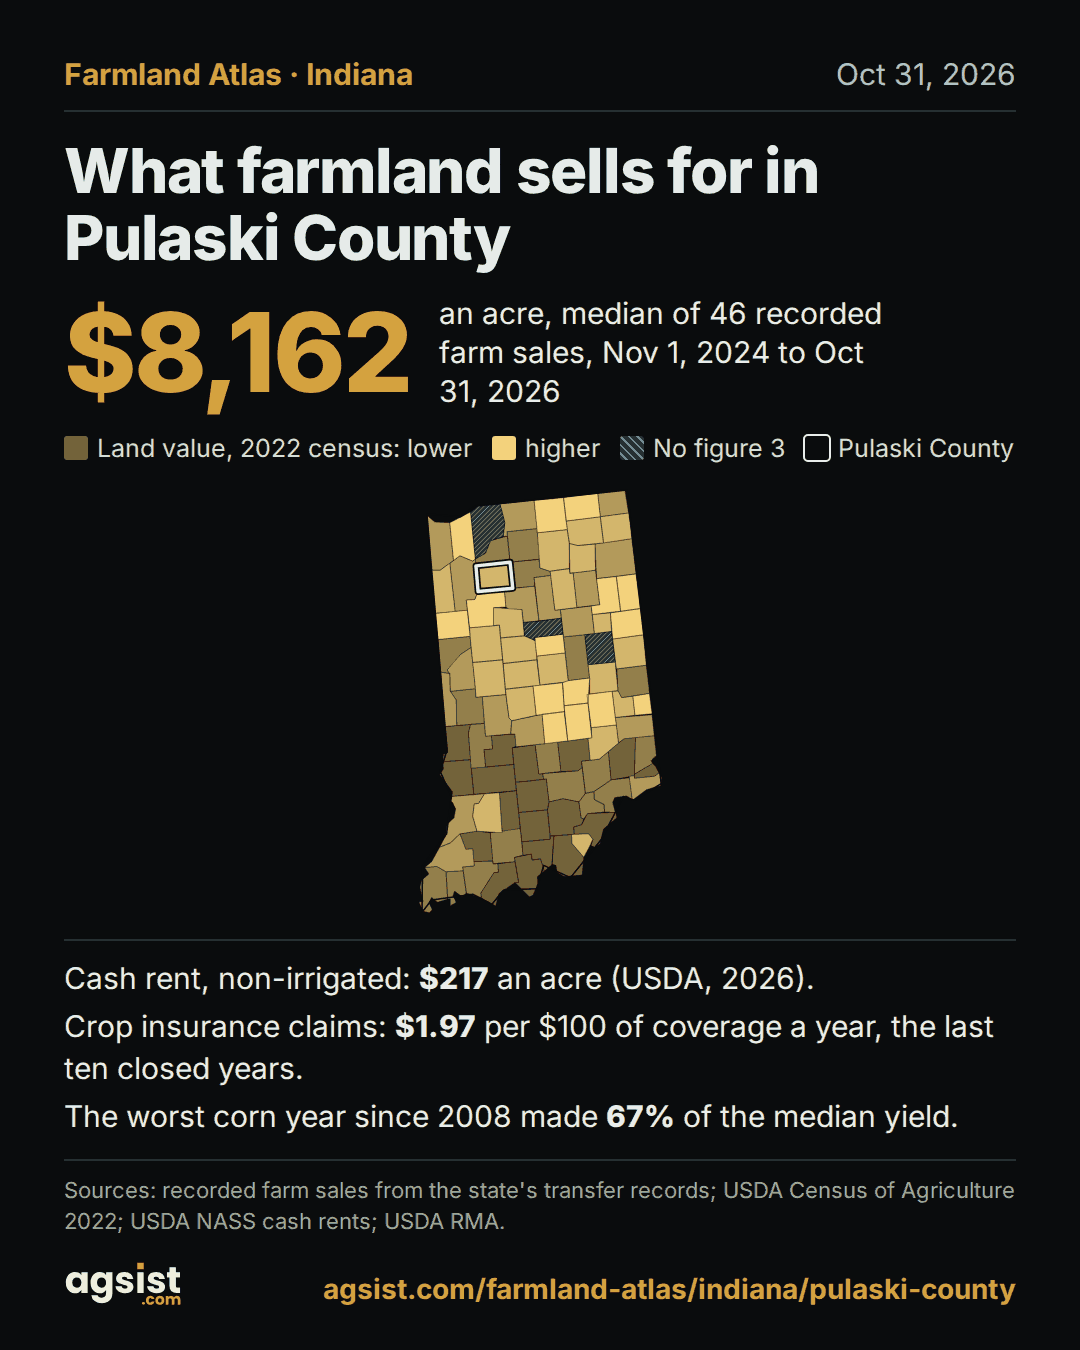 Farmland Atlas · Indiana
Oct 31, 2026
What farmland sells for in
Pulaski County
$8,162
an acre, median of 46 recorded
farm sales, Nov 1, 2024 to Oct
31, 2026
Land value, 2022 census: lower
higher
No figure 3
Pulaski County
Cash rent, non-irrigated: $217 an acre (USDA, 2026).
Crop insurance claims: $1.97 per $100 of coverage a year, the last
ten closed years.
The worst corn year since 2008 made 67% of the median yield.
Sources: recorded farm sales from the state's transfer records; USDA Census of Agriculture
2022; USDA NASS cash rents; USDA RMA.
agsist
.com
agsist.com/farmland-atlas/indiana/pulaski-county